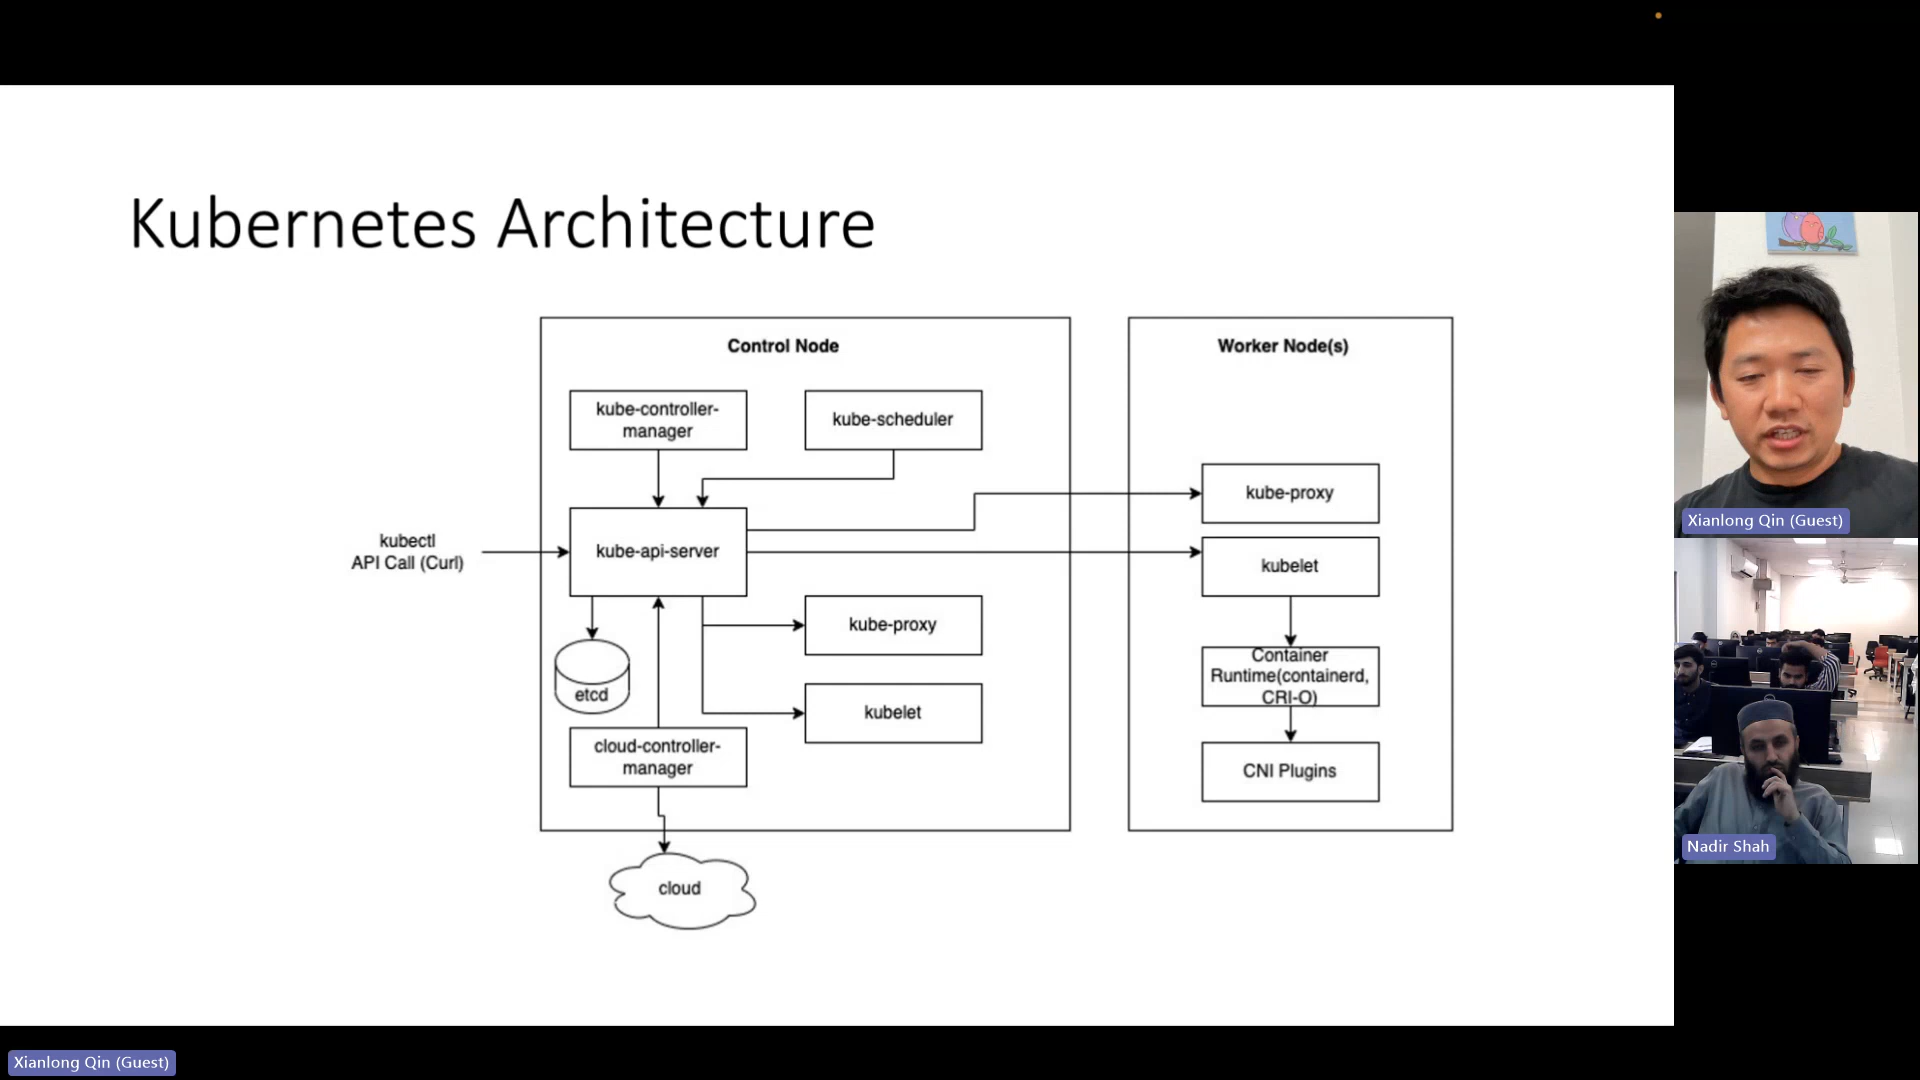 Kubernetes Architecture
Control Node
kube-controller-
manager
kube-scheduler
kubectl
API Call (Curl)
kube-api-server
kube-proxy
etcd
kubelet
cloud-controller-
manager
cloud
Worker Node(s)
kube-proxy
kubelet
Container
Runtime(containerd,
CRI-O)
CNI Plugins
Xianlong Qin (Guest)
Nadir Shah
Xianlong Qin (Guest)